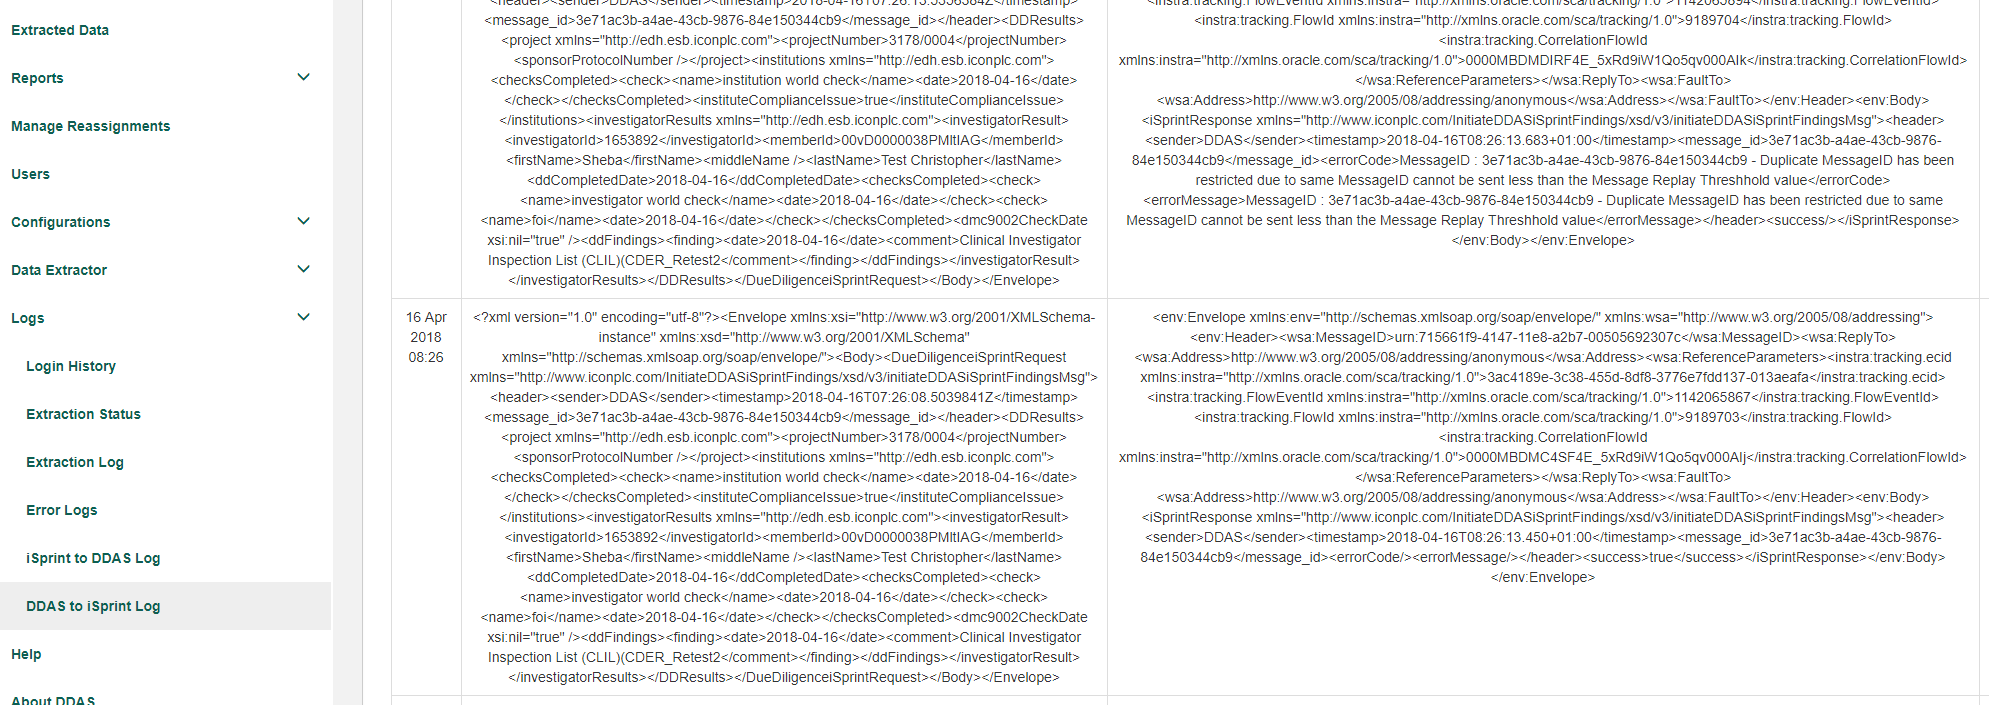 Extracted Data
Reports
Manage Reassignments
Users
Configurations
Data Extractor
Logs
Login History
Extraction Status
Extraction Log
Error Logs
iSprint to DDAS Log
DDAS to iSprint Log
Help
About DDAS
<message_id>3e71ac3b-a4ae-43cb-9876-84e150344cb9</message_id></header><DDResults>
<project xmlns="http://edh.esb.iconplc.com"><projectNumber>3178/0004</projectNumber>
<sponsorProtocolNumber /></project><institutions xmlns="http://edh.esb.iconplc.com">
<checksCompleted><check><name>institution world check</name><date>2018-04-16</date>
</check></checksCompleted><instituteComplianceIssue>true</instituteComplianceIssue>
</institutions><investigatorResults xmlns="http://edh.esb.iconplc.com"><investigatorResult>
<investigatorId>1653892</investigatorId><memberId>00vD0000038PMltIAG</memberId>
<firstName>Sheba</firstName><middleName /><lastName>Test Christopher</lastName>
<ddCompletedDate>2018-04-16</ddCompletedDate><checksCompleted><check>
<name>investigator world check</name><date>2018-04-16</date></check><check>
<name>foi</name><date>2018-04-16</date></check></checksCompleted><dmc9002CheckDate
xsi:nil="true" /><ddFindings><finding><date>2018-04-16</date><comment>Clinical Investigator
Inspection List (CLIL)(CDER_Retest2</comment></finding></ddFindings></investigatorResult>
</investigatorResults></DDResults></DueDiligenceiSprintRequest></Body></Envelope>
<instra:tracking.FlowId xmlns:instra="http://xmlns.oracle.com/sca/tracking/1.0">9189704</instra:tracking.FlowId>
<instra:tracking.CorrelationFlowId
xmlns:instra="http://xmlns.oracle.com/sca/tracking/1.0">0000MBDMDIRF4E_5xRd9iW1Qo5qv000AIk</instra:tracking.CorrelationFlowId>
</wsa:ReferenceParameters></wsa:ReplyTo><wsa:FaultTo>
<wsa:Address>http://www.w3.org/2005/08/addressing/anonymous</wsa:Address></wsa:FaultTo></env:Header><env:Body>
<iSprintResponse xmlns="http://www.iconplc.com/InitiateDDASiSprintFindings/xsd/v3/initiateDDASiSprintFindingsMsg"><header>
<sender>DDAS</sender><timestamp>2018-04-16T08:26:13.683+01:00</timestamp><message_id>3e71ac3b-a4ae-43cb-9876-
84e150344cb9</message_id><errorCode>MessageID : 3e71ac3b-a4ae-43cb-9876-84e150344cb9 - Duplicate MessageID has been
restricted due to same MessageID cannot be sent less than the Message Replay Threshhold value</errorCode>
<errorMessage>MessageID : 3e71ac3b-a4ae-43cb-9876-84e150344cb9 - Duplicate MessageID has been restricted due to same
MessageID cannot be sent less than the Message Replay Threshhold value</errorMessage></header><success/></iSprintResponse>
</env:Body></env:Envelope>
16 Apr
2018
08:26
<?xml version="1.0" encoding="utf-8"?><Envelope xmlns:xsi="http://www.w3.org/2001/XMLSchema-
instance" xmlns:xsd="http://www.w3.org/2001/XMLSchema"
xmlns="http://schemas.xmlsoap.org/soap/envelope/"><Body><DueDiligenceiSprintRequest
xmlns="http://www.iconplc.com/InitiateDDASiSprintFindings/xsd/v3/initiateDDASiSprintFindingsMsg">
<header><sender>DDAS</sender><timestamp>2018-04-16T07:26:08.5039841Z</timestamp>
<message_id>3e71ac3b-a4ae-43cb-9876-84e150344cb9</message_id></header><DDResults>
<project xmlns="http://edh.esb.iconplc.com"><projectNumber>3178/0004</projectNumber>
<sponsorProtocolNumber /></project><institutions xmlns="http://edh.esb.iconplc.com">
<checksCompleted><check><name>institution world check</name><date>2018-04-16</date>
</check></checksCompleted><instituteComplianceIssue>true</instituteComplianceIssue>
</institutions><investigatorResults xmlns="http://edh.esb.iconplc.com"><investigatorResult>
<investigatorId>1653892</investigatorId><memberId>00vD0000038PMltIAG</memberId>
<firstName>Sheba</firstName><middleName /><lastName>Test Christopher</lastName>
<ddCompletedDate>2018-04-16</ddCompletedDate><checksCompleted><check>
<name>investigator world check</name><date>2018-04-16</date></check><check>
<name>foi</name><date>2018-04-16</date></check></checksCompleted><dmc9002CheckDate
xsi:nil="true" /><ddFindings><finding><date>2018-04-16</date><comment>Clinical Investigator
Inspection List (CLIL)(CDER_Retest2</comment></finding></ddFindings></investigatorResult>
</investigatorResults></DDResults></DueDiligenceiSprintRequest></Body></Envelope>
<env:Envelope xmlns:env="http://schemas.xmlsoap.org/soap/envelope/" xmlns:wsa="http://www.w3.org/2005/08/addressing">
<env:Header><wsa:MessageID>urn:715661f9-4147-11e8-a2b7-00505692307c</wsa:MessageID><wsa:ReplyTo>
<wsa:Address>http://www.w3.org/2005/08/addressing/anonymous</wsa:Address><wsa:ReferenceParameters><instra:tracking.ecid
xmlns:instra="http://xmlns.oracle.com/sca/tracking/1.0">3ac4189e-3c38-455d-8df8-3776e7fdd137-013aeafa</instra:tracking.ecid>
<instra:tracking.FlowEventId xmlns:instra="http://xmlns.oracle.com/sca/tracking/1.0">1142065867</instra:tracking.FlowEventId>
<instra:tracking.FlowId xmlns:instra="http://xmlns.oracle.com/sca/tracking/1.0">9189703</instra:tracking.FlowId>
<instra:tracking.CorrelationFlowId
xmlns:instra="http://xmlns.oracle.com/sca/tracking/1.0">0000MBDMC4SF4E_5xRd9iW1Qo5qv000AIj</instra:tracking.CorrelationFlowId>
</wsa:ReferenceParameters></wsa:ReplyTo><wsa:FaultTo>
<wsa:Address>http://www.w3.org/2005/08/addressing/anonymous</wsa:Address></wsa:FaultTo></env:Header><env:Body>
<iSprintResponse xmlns="http://www.iconplc.com/InitiateDDASiSprintFindings/xsd/v3/initiateDDASiSprintFindingsMsg"><header>
<sender>DDAS</sender><timestamp>2018-04-16T08:26:13.450+01:00</timestamp><message_id>3e71ac3b-a4ae-43cb-9876-
84e150344cb9</message_id><errorCode/><errorMessage/></header><success>true</success></iSprintResponse></env:Body>
</env:Envelope>